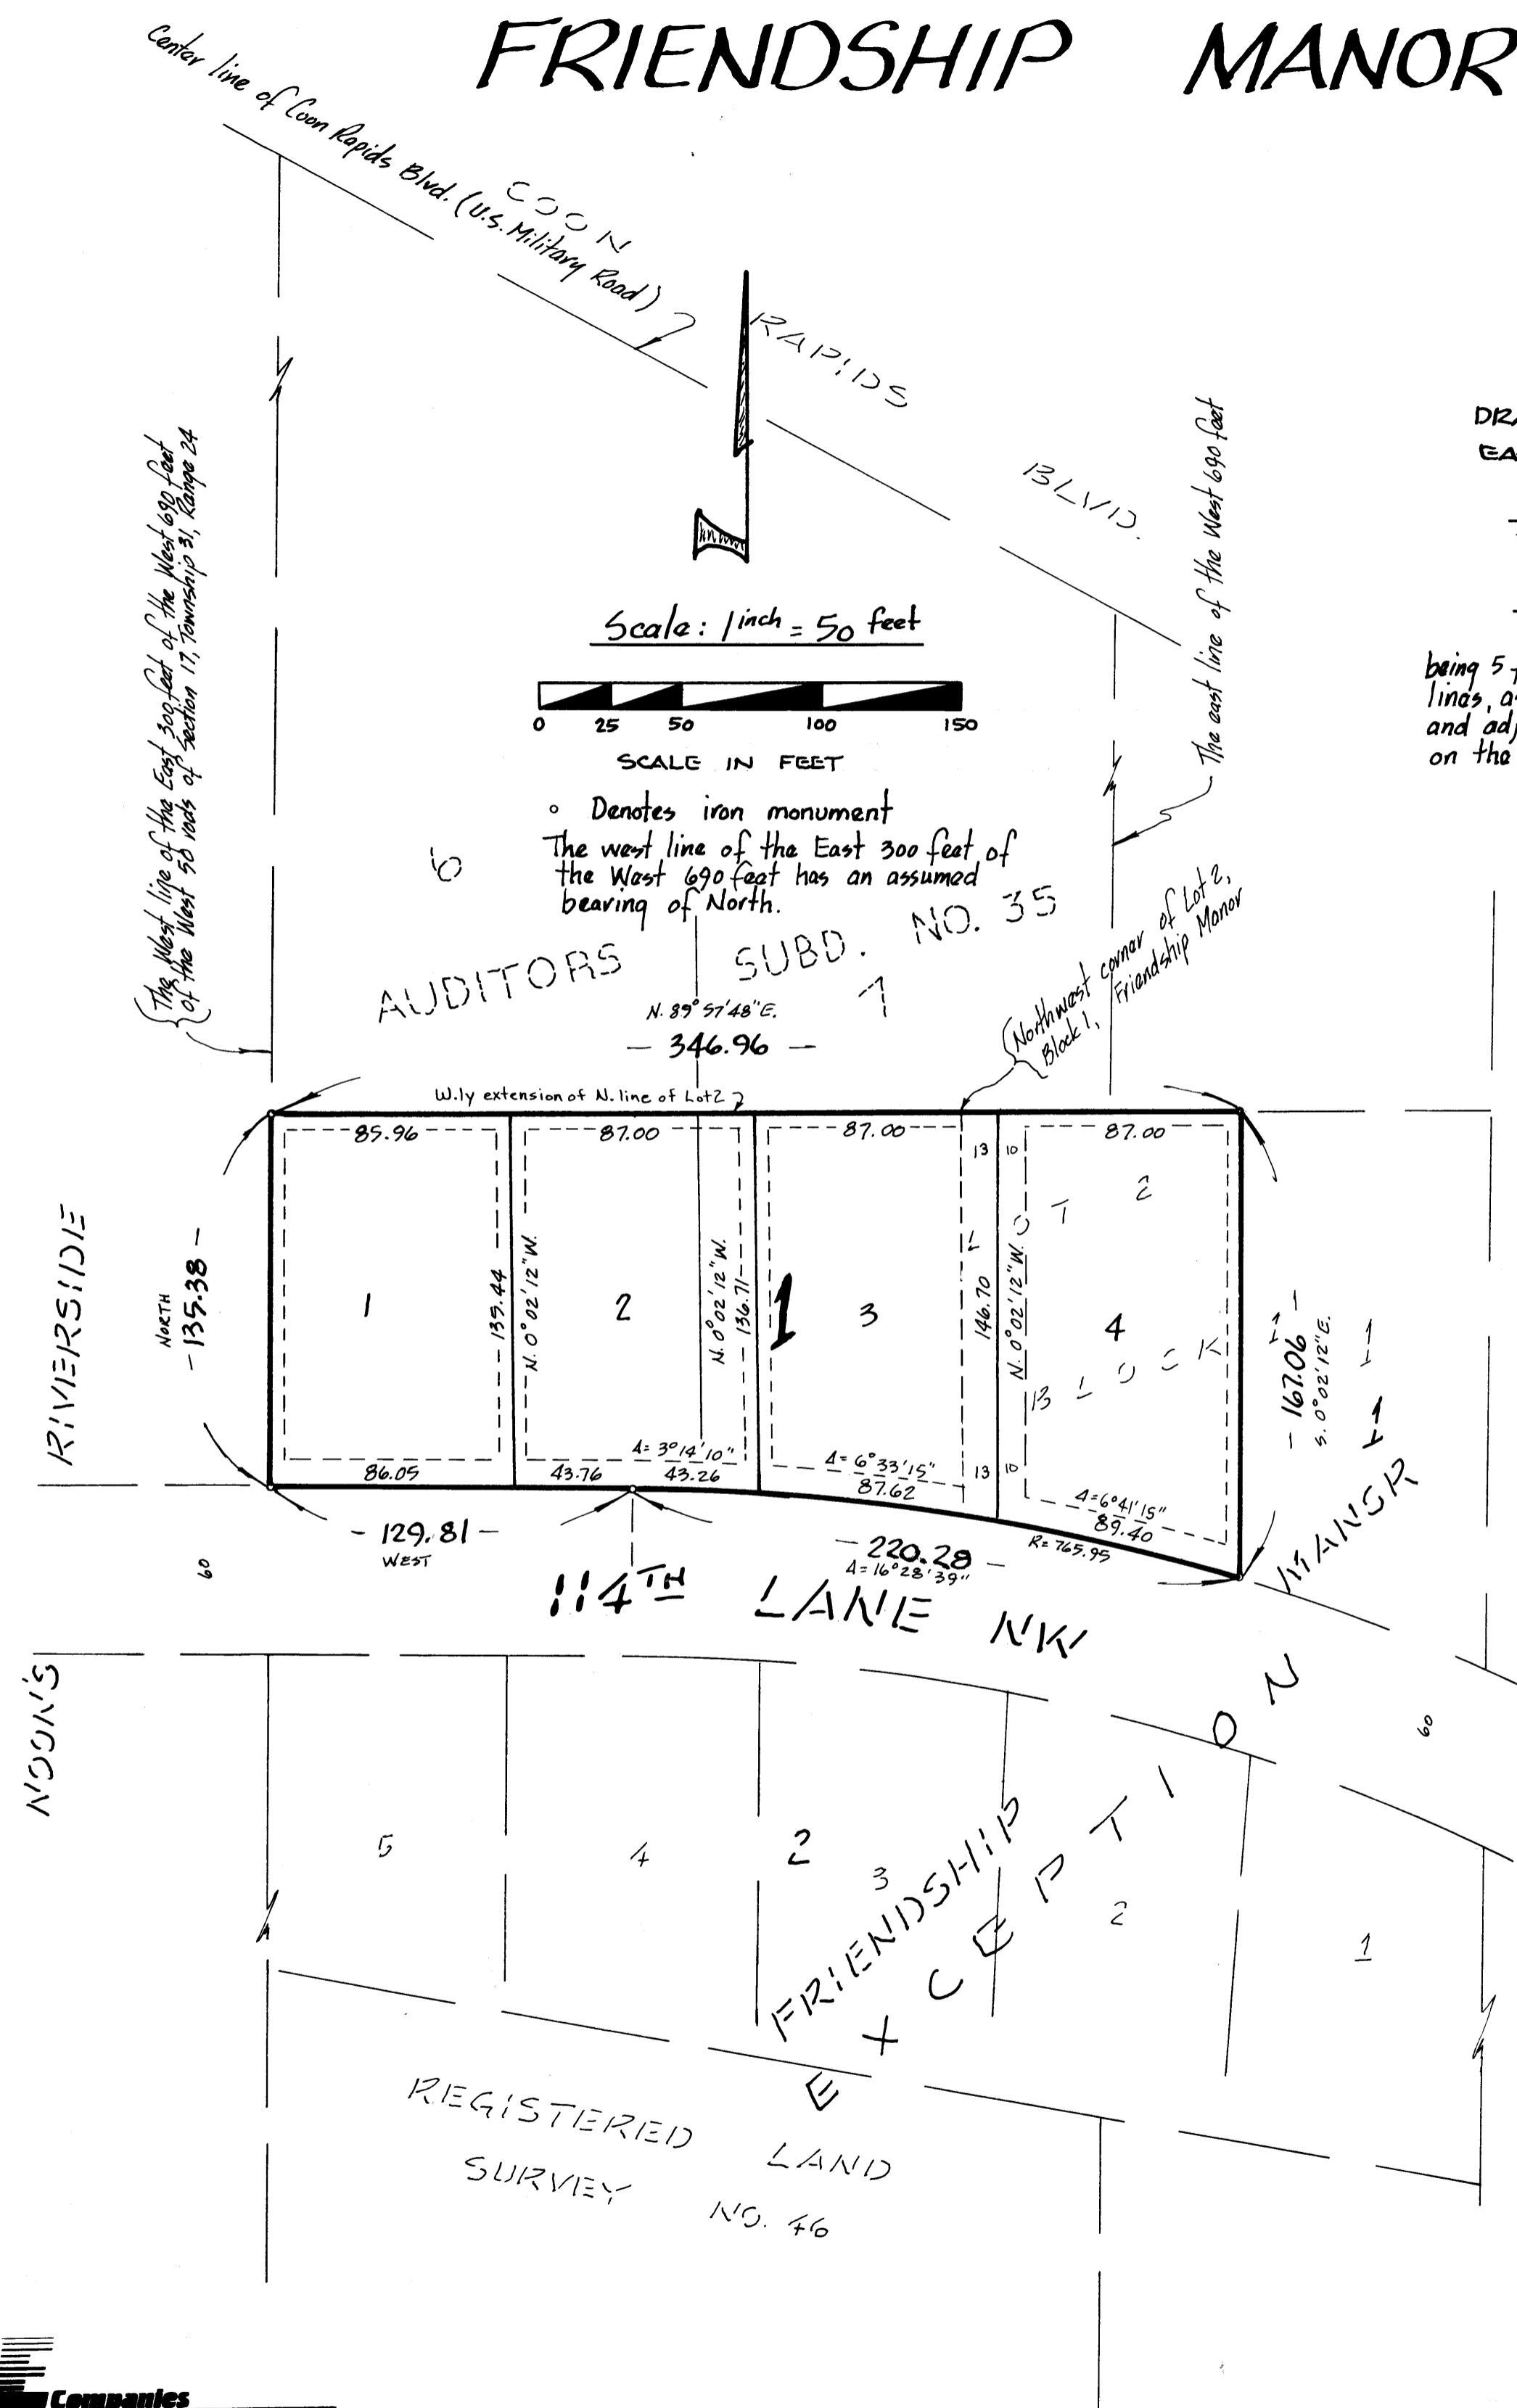 FRIENDSHIP MANOR
Center line of Coon Rapids Blvd. (U.S. Military Road)
COON
RAPIDS
BLVD.
DRA
EA
Scale: 1 inch = 50 feet
0 25 50 100 150
SCALE IN FEET
○ Denotes iron monument
The west line of the East 300 feet of
the West 690 feet has an assumed
bearing of North.
being 5
lines, a
and adj
on the
The West line of the East 300 feet of the West 690 feet
of the West 50 rods of Section 17, Township 31, Range 24
The east line of the West 690 feet
Northwest corner of Lot 2,
Block 1, Friendship Manor
6
AUDITORS SUBD. NO. 35
7
N. 89° 57' 48" E.
346.96
W.ly extension of N. line of Lot 2
85.96 87.00 87.00 87.00
13 10
L O T 2
RIVERSIDE
NORTH
135.38
1
135.44
N. 0° 02' 12" W.
2
N. 0° 02' 12" W.
136.71
1
3
146.70
N. 0° 02' 12" W.
4
B L O C K 1
167.06
S. 0° 02' 12" E.
86.05
43.76
Δ= 3° 14' 10"
43.26
Δ= 6° 33' 15"
87.62
13 10
Δ= 6° 41' 15"
89.40
129.81
WEST
220.28
Δ= 16° 28' 39"
R= 765.95
60
114TH LANE NW
MANOR
60
NOON'S
5
4
2
3
2
1
FRIENDSHIP
EXCEPTION
REGISTERED LAND
SURVEY NO. 46
Companies